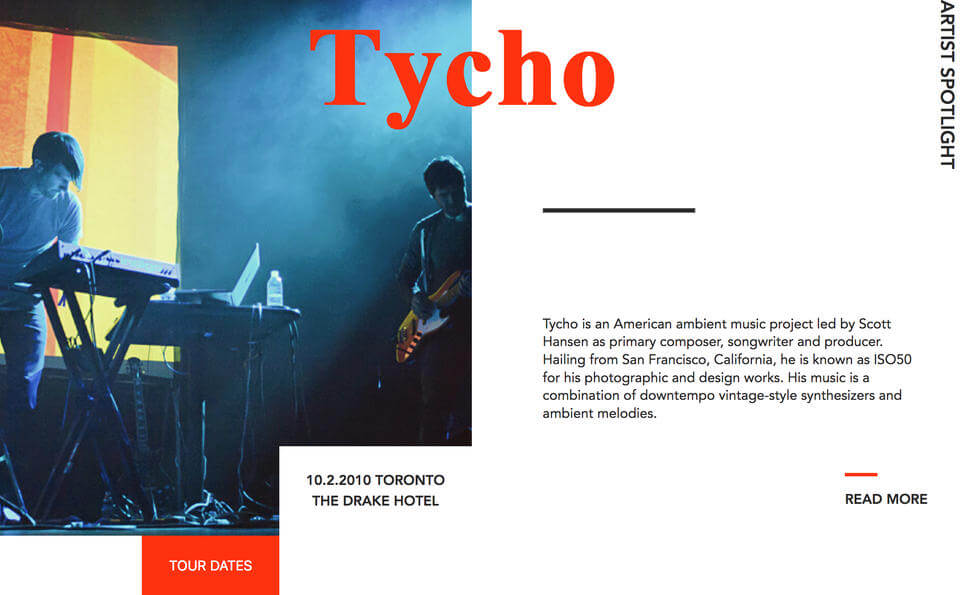 Tycho
ARTIST SPOTLIGHT
Tycho is an American ambient music project led by Scott
Hansen as primary composer, songwriter and producer.
Hailing from San Francisco, California, he is known as ISO50
for his photographic and design works. His music is a
combination of downtempo vintage-style synthesizers and
ambient melodies.
10.2.2010 TORONTO
THE DRAKE HOTEL
READ MORE
TOUR DATES